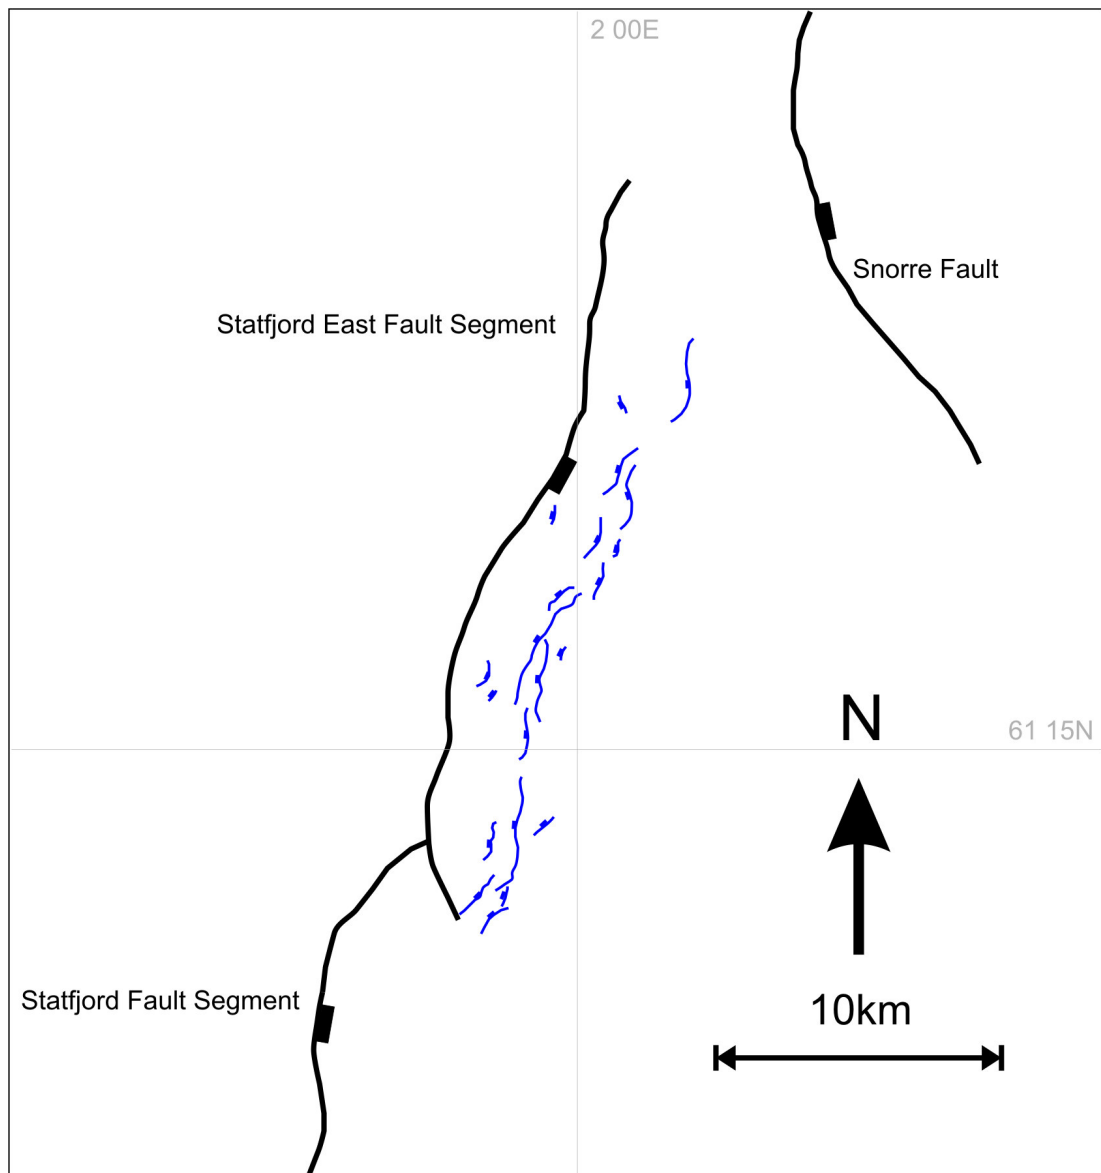 2 00E
Snorre Fault
Statfjord East Fault Segment
N
61 15N
Statfjord Fault Segment
10km